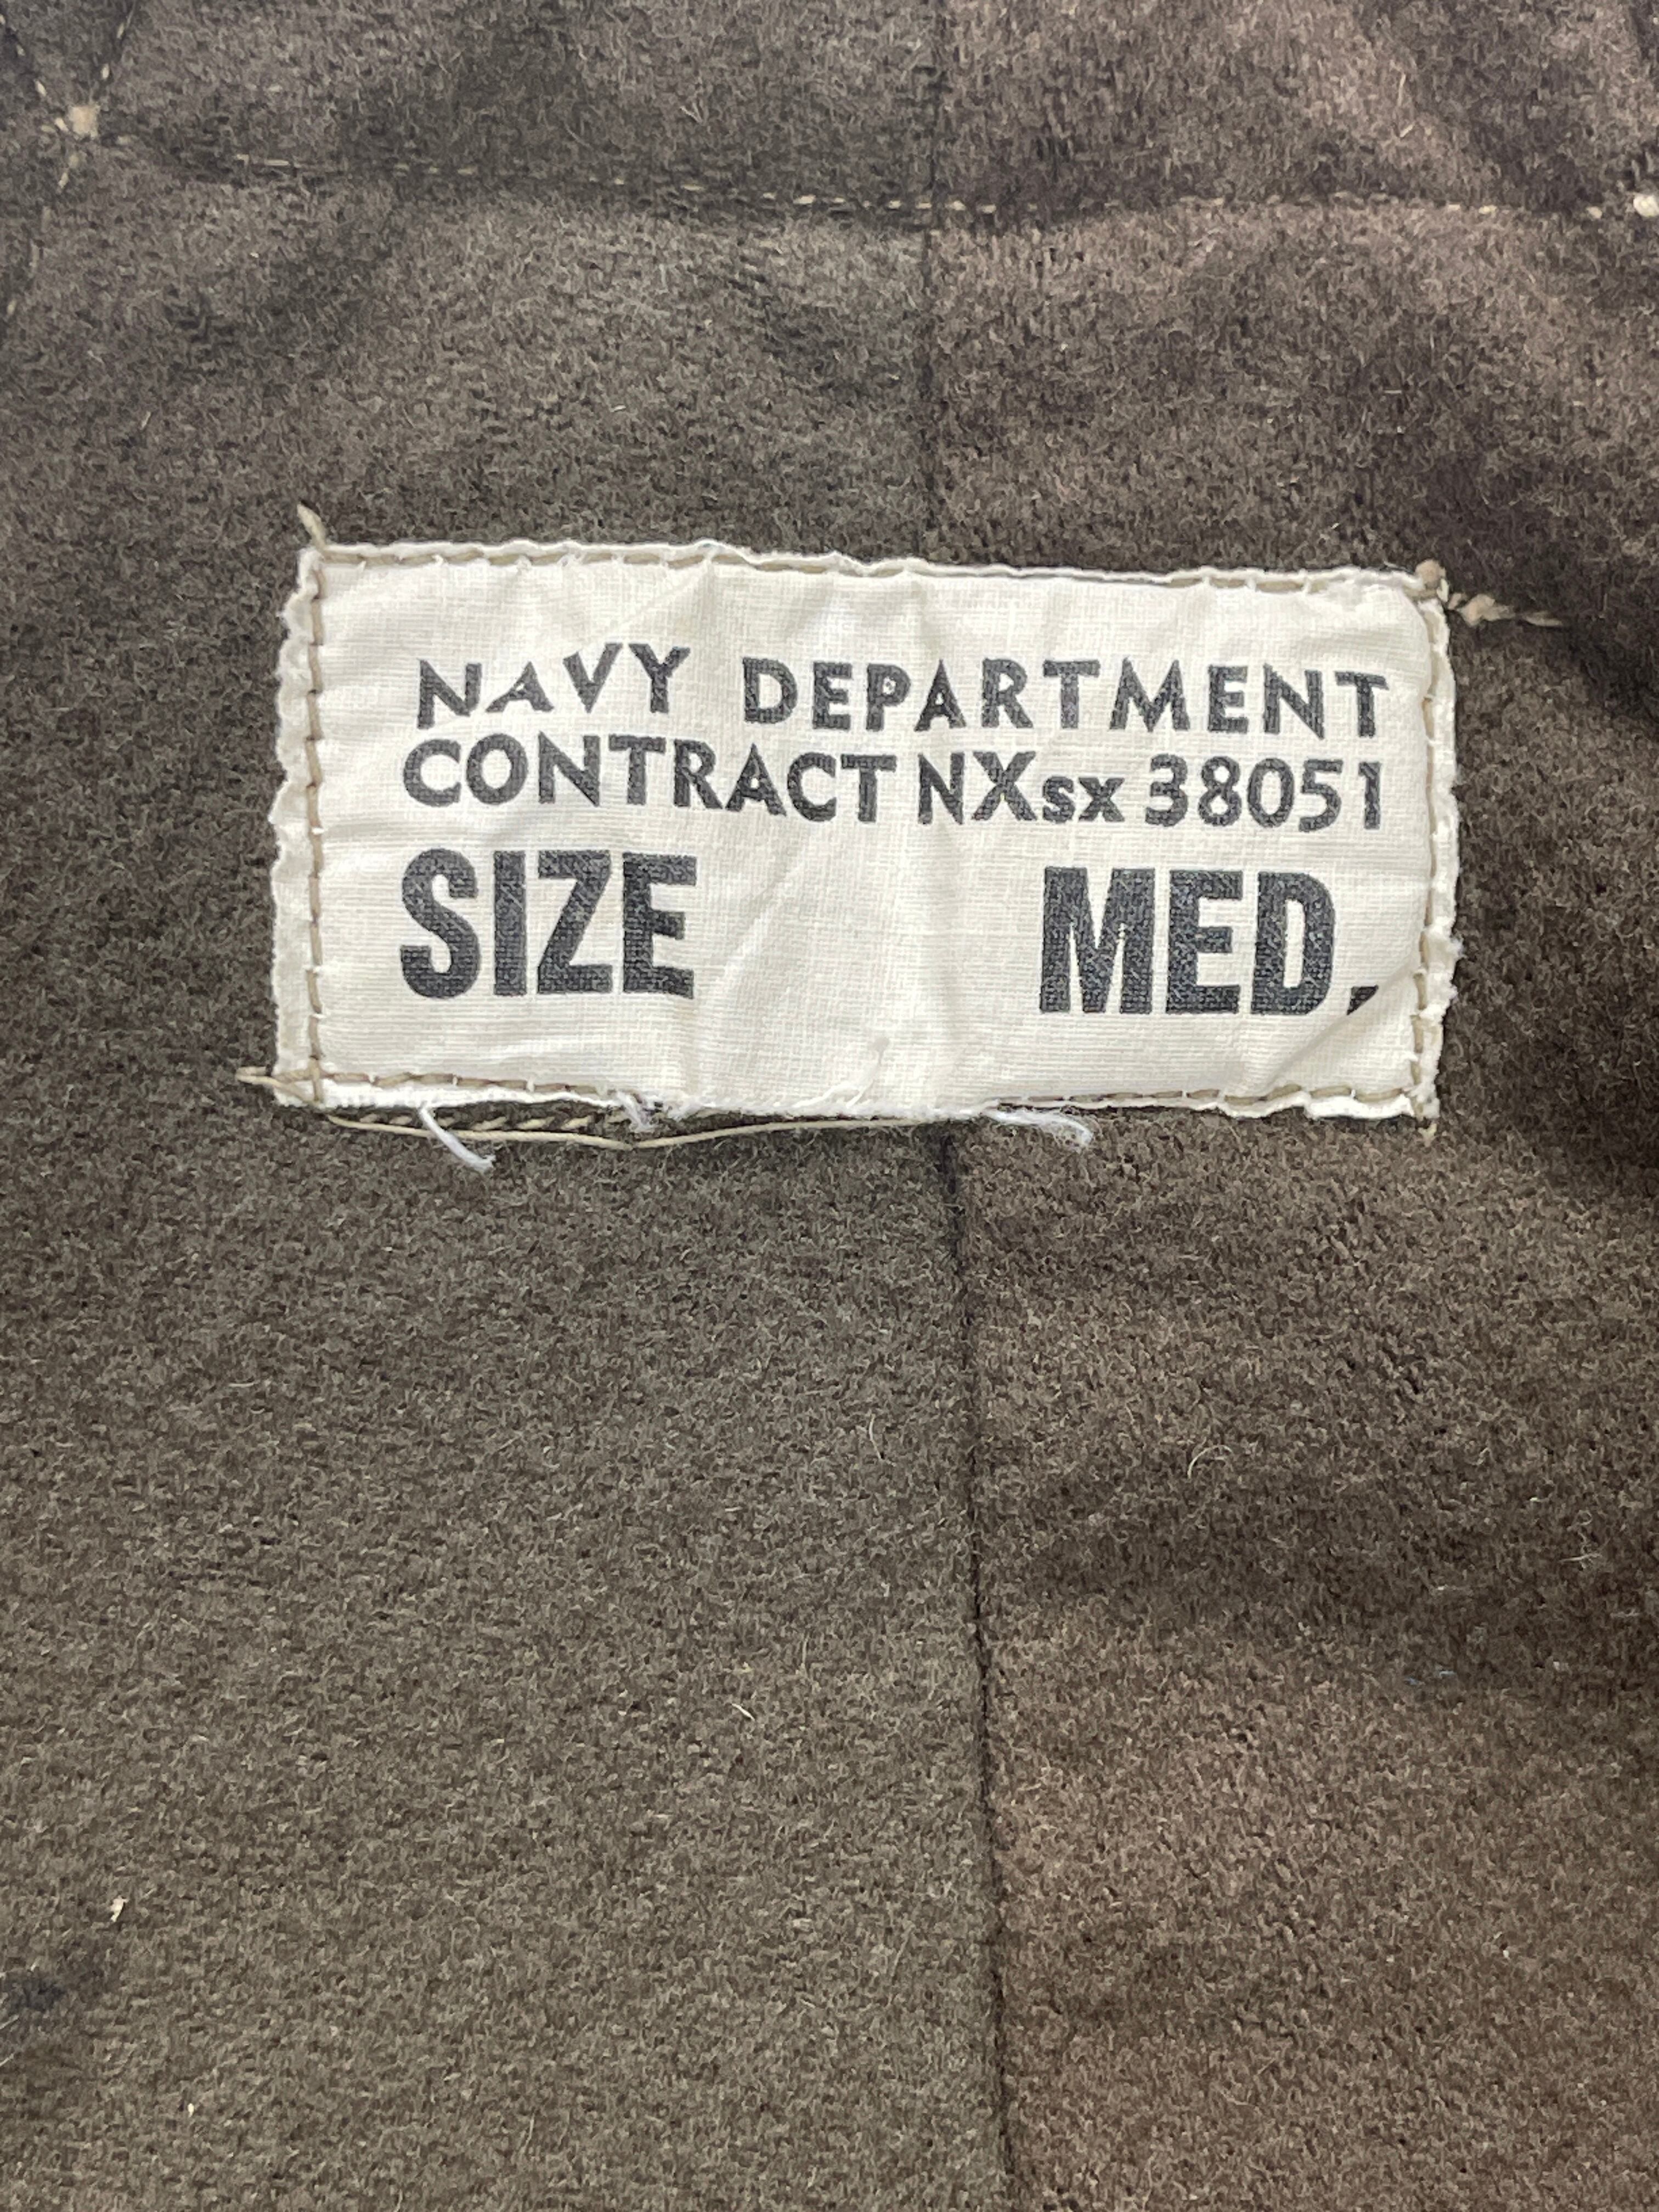 NAVY DEPARTMENT
CONTRACT NXsx 38051
SIZE MED.